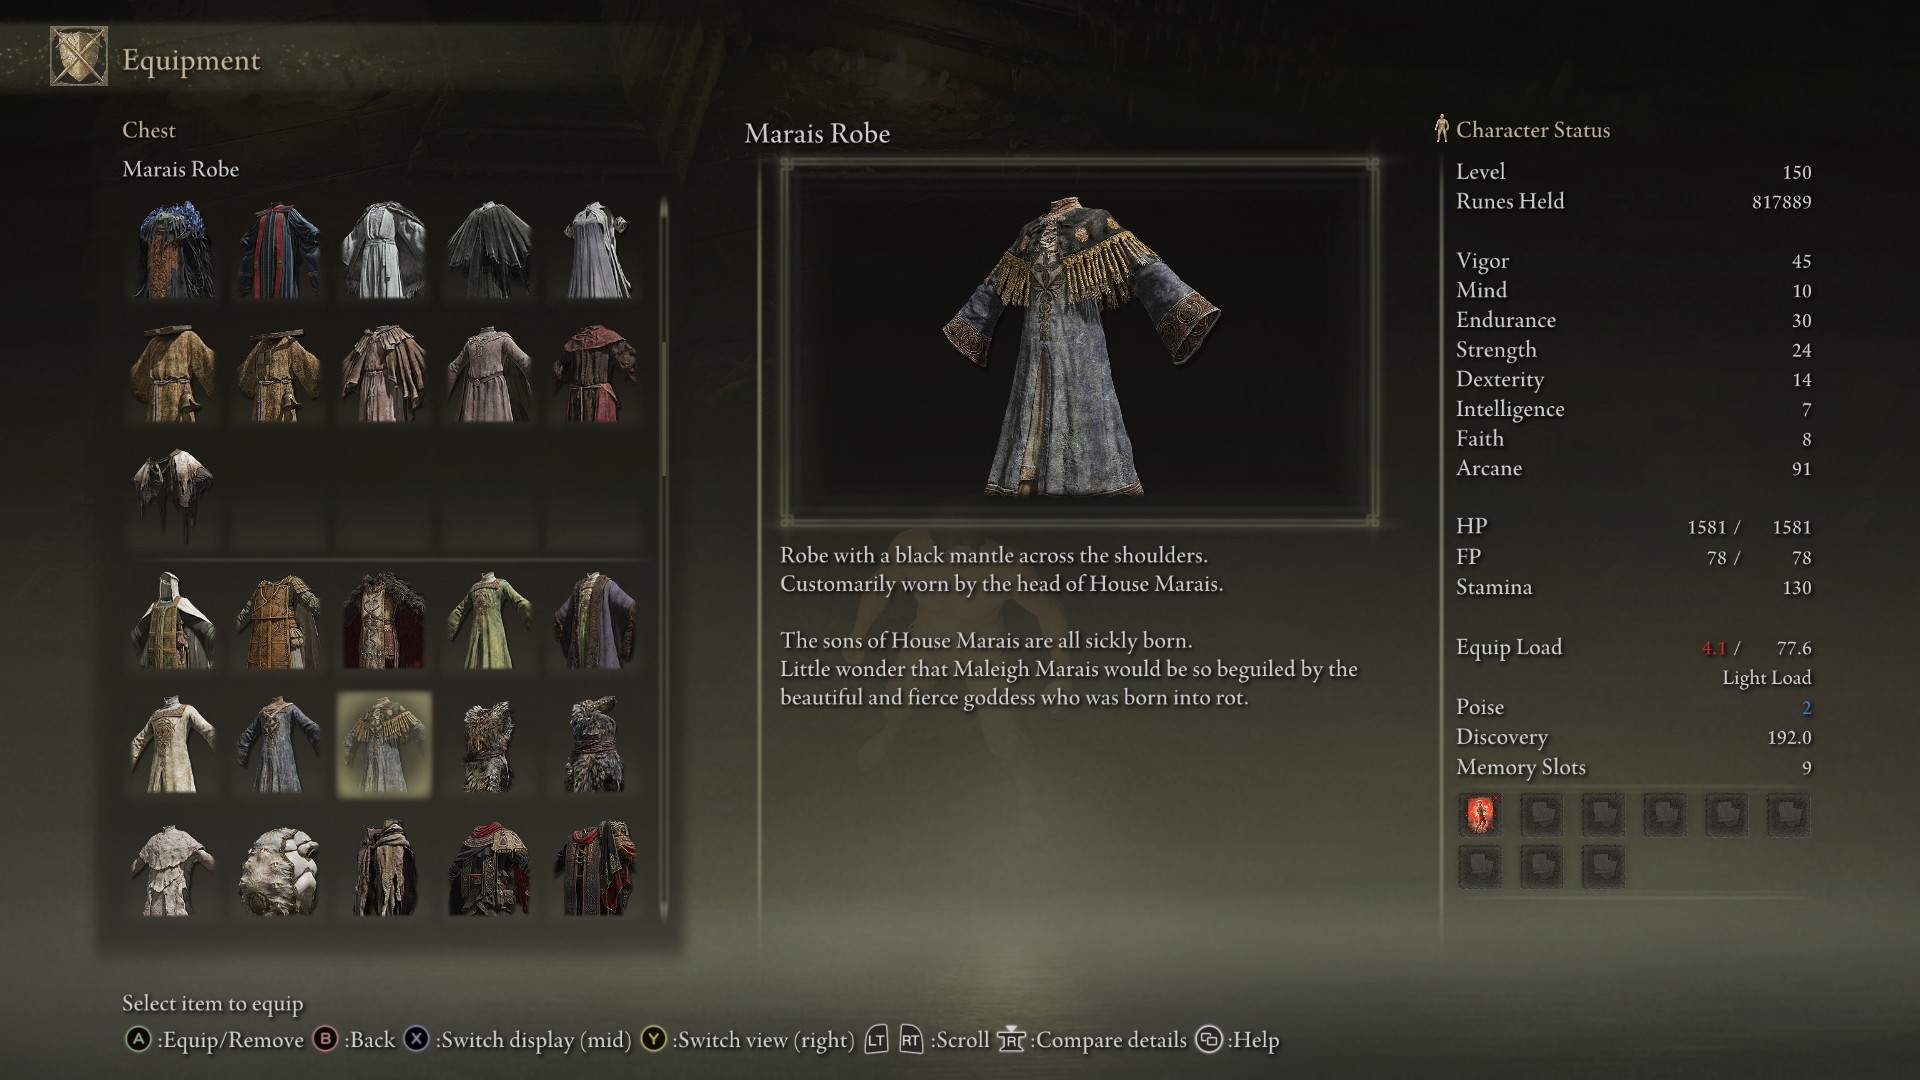 Equipment
Chest
Marais Robe
Marais Robe
Robe with a black mantle across the shoulders.
Customarily worn by the head of House Marais.
The sons of House Marais are all sickly born.
Little wonder that Maleigh Marais would be so beguiled by the
beautiful and fierce goddess who was born into rot.
Character Status
Level 150
Runes Held 817889
Vigor 45
Mind 10
Endurance 30
Strength 24
Dexterity 14
Intelligence 7
Faith 8
Arcane 91
HP 1581 / 1581
FP 78 / 78
Stamina 130
Equip Load 4.1 / 77.6
Light Load
Poise 2
Discovery 192.0
Memory Slots 9
Select item to equip
A :Equip/Remove B :Back X :Switch display (mid) Y :Switch view (right) LT RT :Scroll R :Compare details :Help